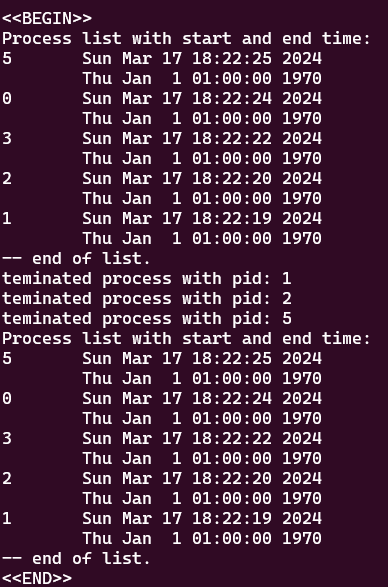 <<BEGIN>>
Process list with start and end time:
5       Sun Mar 17 18:22:25 2024
        Thu Jan  1 01:00:00 1970
0       Sun Mar 17 18:22:24 2024
        Thu Jan  1 01:00:00 1970
3       Sun Mar 17 18:22:22 2024
        Thu Jan  1 01:00:00 1970
2       Sun Mar 17 18:22:20 2024
        Thu Jan  1 01:00:00 1970
1       Sun Mar 17 18:22:19 2024
        Thu Jan  1 01:00:00 1970
-- end of list.
teminated process with pid: 1
teminated process with pid: 2
teminated process with pid: 5
Process list with start and end time:
5       Sun Mar 17 18:22:25 2024
        Thu Jan  1 01:00:00 1970
0       Sun Mar 17 18:22:24 2024
        Thu Jan  1 01:00:00 1970
3       Sun Mar 17 18:22:22 2024
        Thu Jan  1 01:00:00 1970
2       Sun Mar 17 18:22:20 2024
        Thu Jan  1 01:00:00 1970
1       Sun Mar 17 18:22:19 2024
        Thu Jan  1 01:00:00 1970
-- end of list.
<<END>>